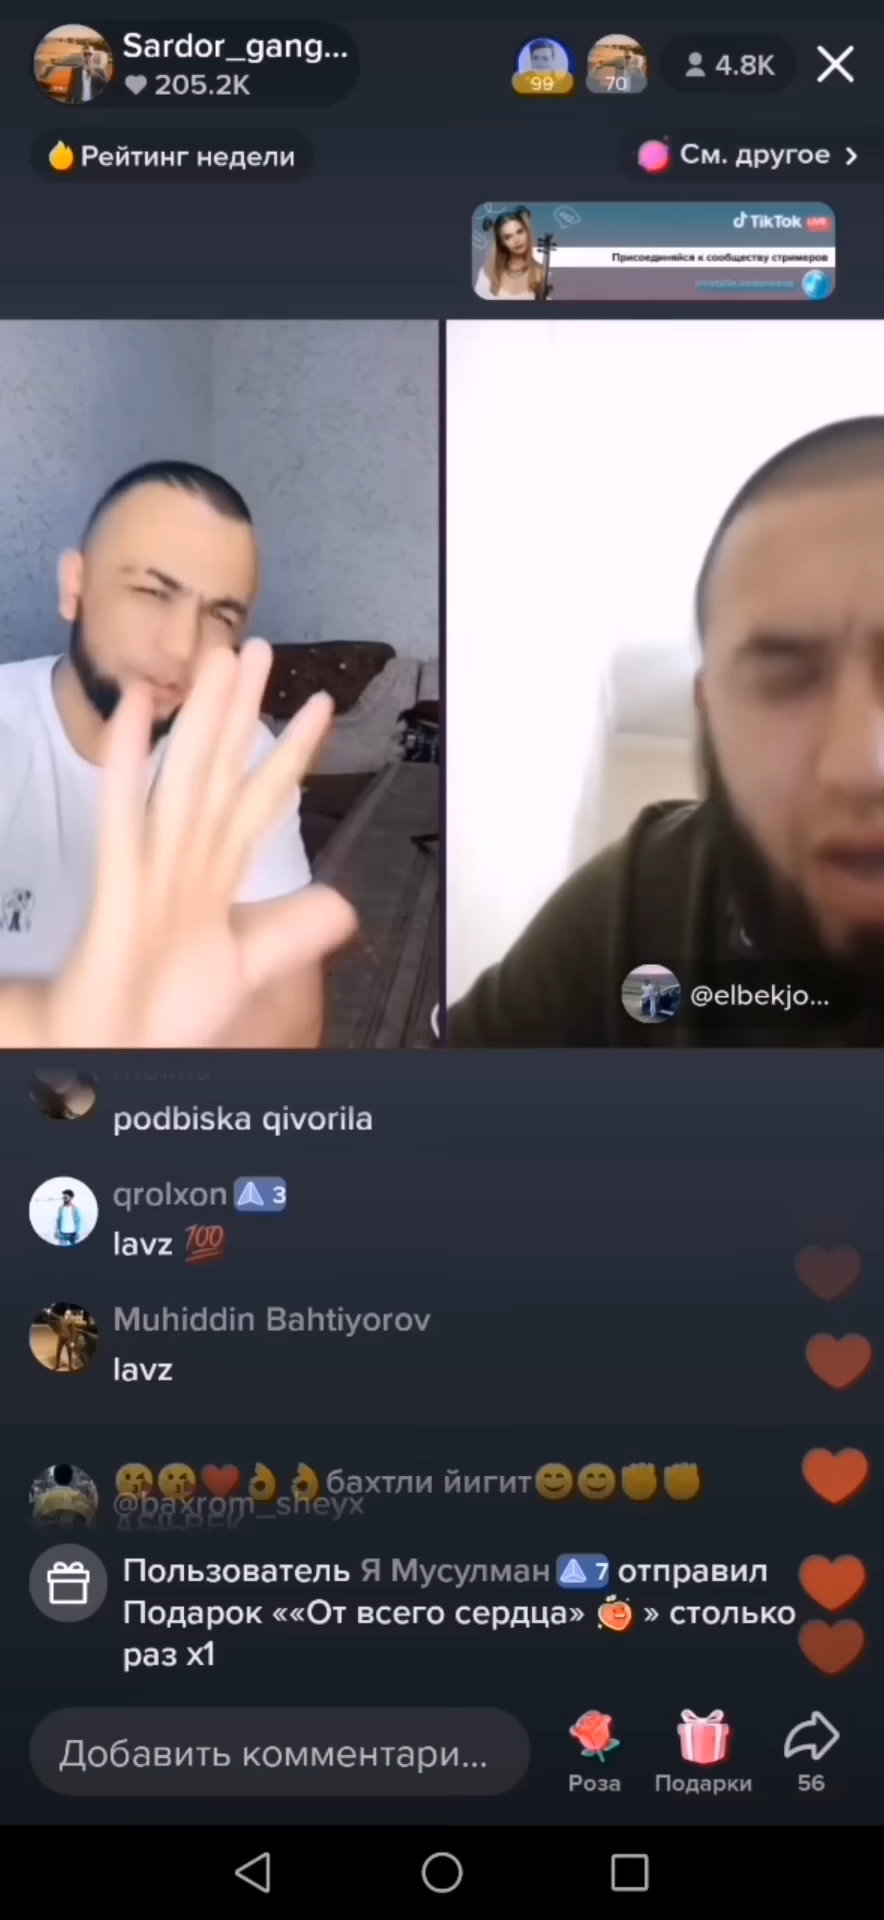 Sardor_gang...
205.2K
99
70
4.8K
Рейтинг недели
См. другое
TikTok LIVE
Присоединяйся к сообществу стримеров
@elbekjo...
podbiska qivorila
qrolxon 3
lavz 💯
Muhiddin Bahtiyorov
lavz
😘😘❤️👌👌бахтли йигит😊😊✊✊
@baxrom_sheyx
Пользователь Я Мусулман 7 отправил
Подарок ««От всего сердца» » столько
раз x1
Добавить комментари...
Роза
Подарки
56